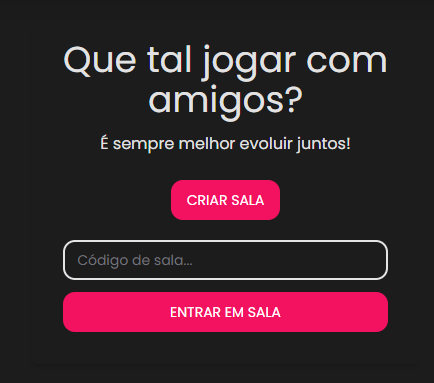 Que tal jogar com
amigos?
É sempre melhor evoluir juntos!
CRIAR SALA
Código de sala...
ENTRAR EM SALA